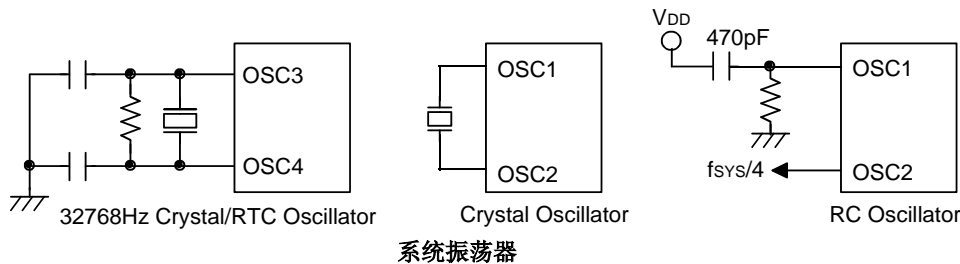 VDD
470pF
OSC3
OSC1
OSC1
OSC4
OSC2
fSYS/4
OSC2
32768Hz Crystal/RTC Oscillator
Crystal Oscillator
RC Oscillator
系统振荡器